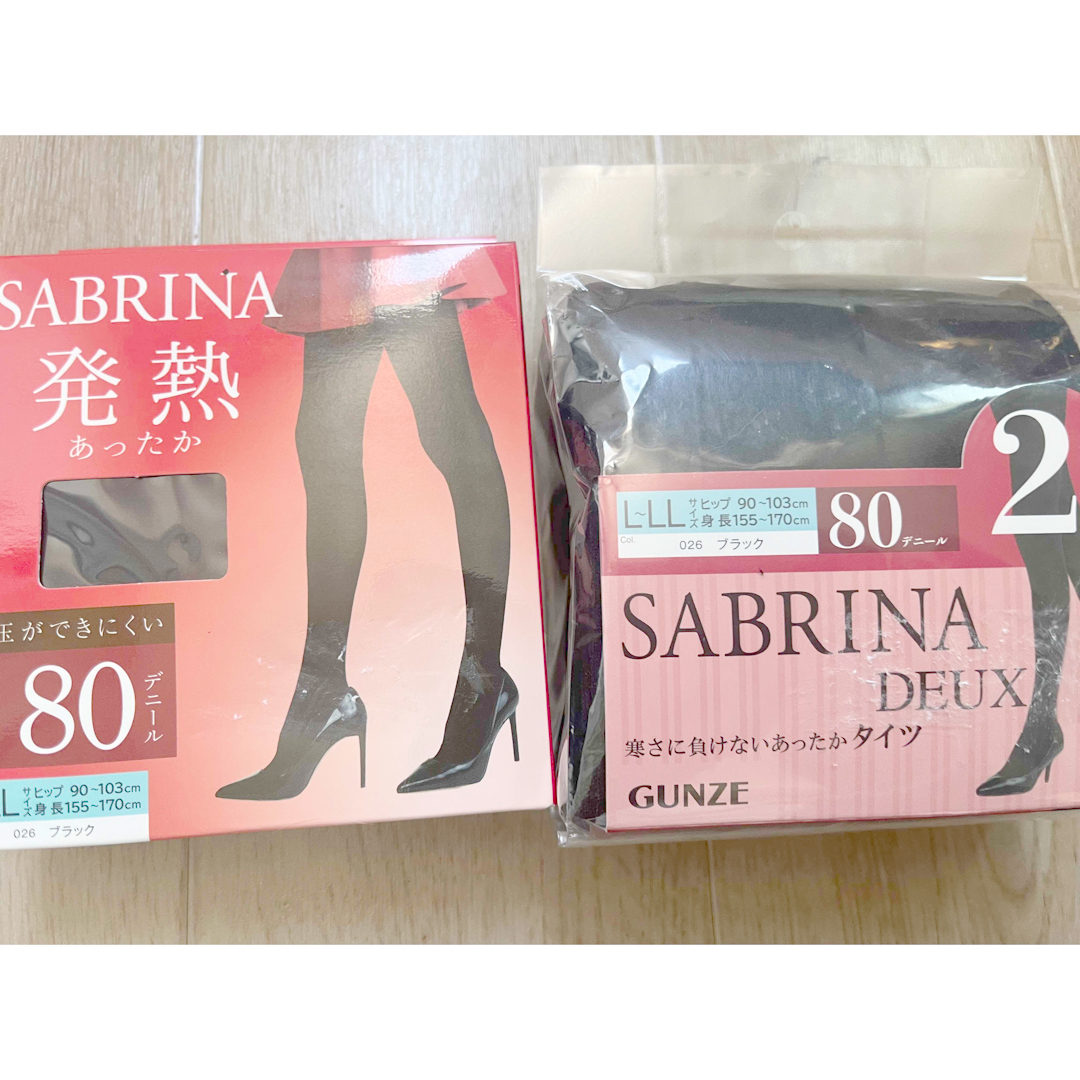 SABRINA
発熱
あったか
玉ができにくい
80
デニール
LL サイズ ヒップ 90~103cm
身長155~170cm
026 ブラック
2
L~LL サイズ ヒップ 90~103cm
身長155~170cm
Col.
026 ブラック
80 デニール
SABRINA
DEUX
寒さに負けないあったかタイツ
GUNZE